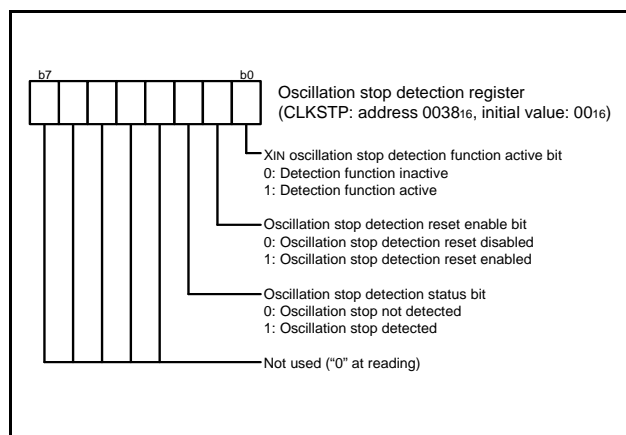 b7 b0
Oscillation stop detection register
(CLKSTP: address 0038₁₆, initial value: 00₁₆)
XIN oscillation stop detection function active bit
0: Detection function inactive
1: Detection function active
Oscillation stop detection reset enable bit
0: Oscillation stop detection reset disabled
1: Oscillation stop detection reset enabled
Oscillation stop detection status bit
0: Oscillation stop not detected
1: Oscillation stop detected
Not used (“0” at reading)